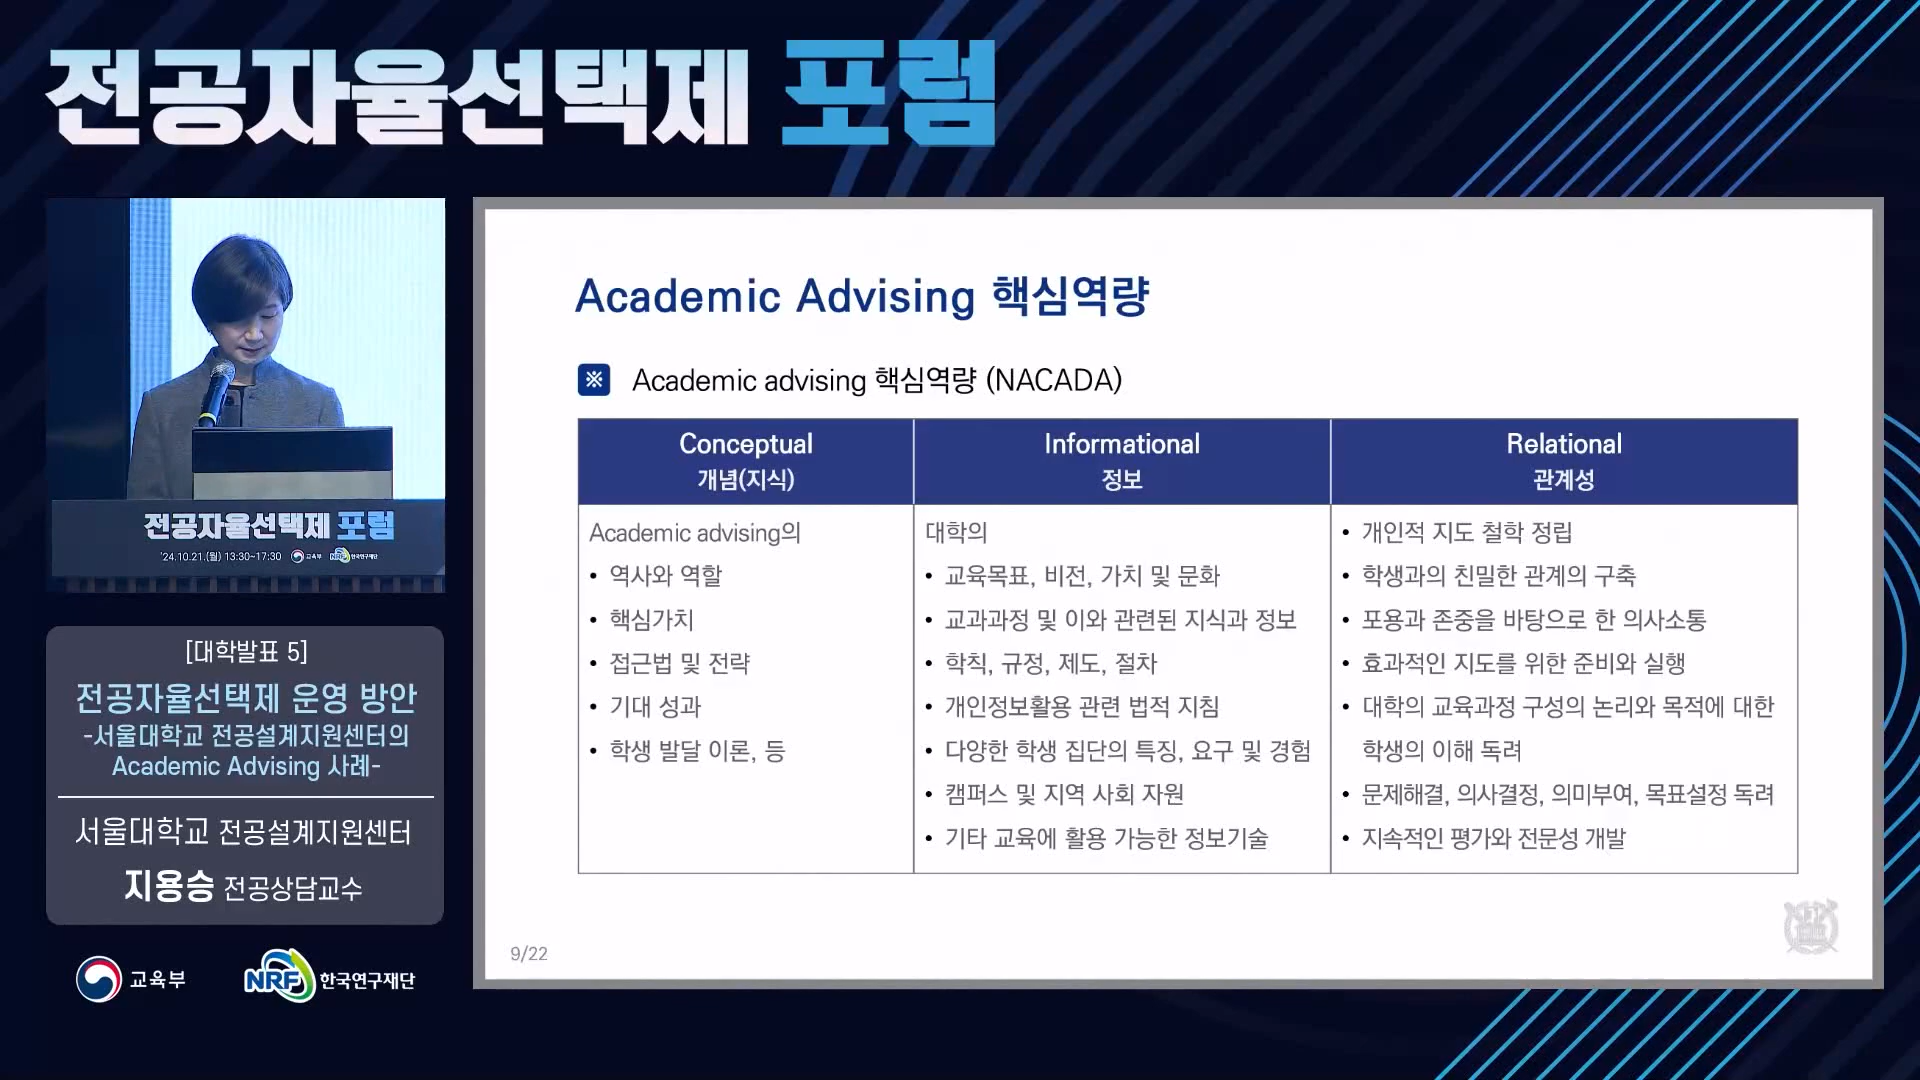 전공자율선택제 포럼
전공자율선택제 포럼
'24.10.21.(월) 13:30~17:30 교육부 NRF 한국연구재단
[대학발표 5]
전공자율선택제 운영 방안
-서울대학교 전공설계지원센터의
Academic Advising 사례-
서울대학교 전공설계지원센터
지용승 전공상담교수
교육부
NRF 한국연구재단
Academic Advising 핵심역량
※ Academic advising 핵심역량 (NACADA)
Conceptual
개념(지식)
Academic advising의
• 역사와 역할
• 핵심가치
• 접근법 및 전략
• 기대 성과
• 학생 발달 이론, 등
Informational
정보
대학의
• 교육목표, 비전, 가치 및 문화
• 교과과정 및 이와 관련된 지식과 정보
• 학칙, 규정, 제도, 절차
• 개인정보활용 관련 법적 지침
• 다양한 학생 집단의 특징, 요구 및 경험
• 캠퍼스 및 지역 사회 자원
• 기타 교육에 활용 가능한 정보기술
Relational
관계성
• 개인적 지도 철학 정립
• 학생과의 친밀한 관계의 구축
• 포용과 존중을 바탕으로 한 의사소통
• 효과적인 지도를 위한 준비와 실행
• 대학의 교육과정 구성의 논리와 목적에 대한
학생의 이해 독려
• 문제해결, 의사결정, 의미부여, 목표설정 독려
• 지속적인 평가와 전문성 개발
9/22